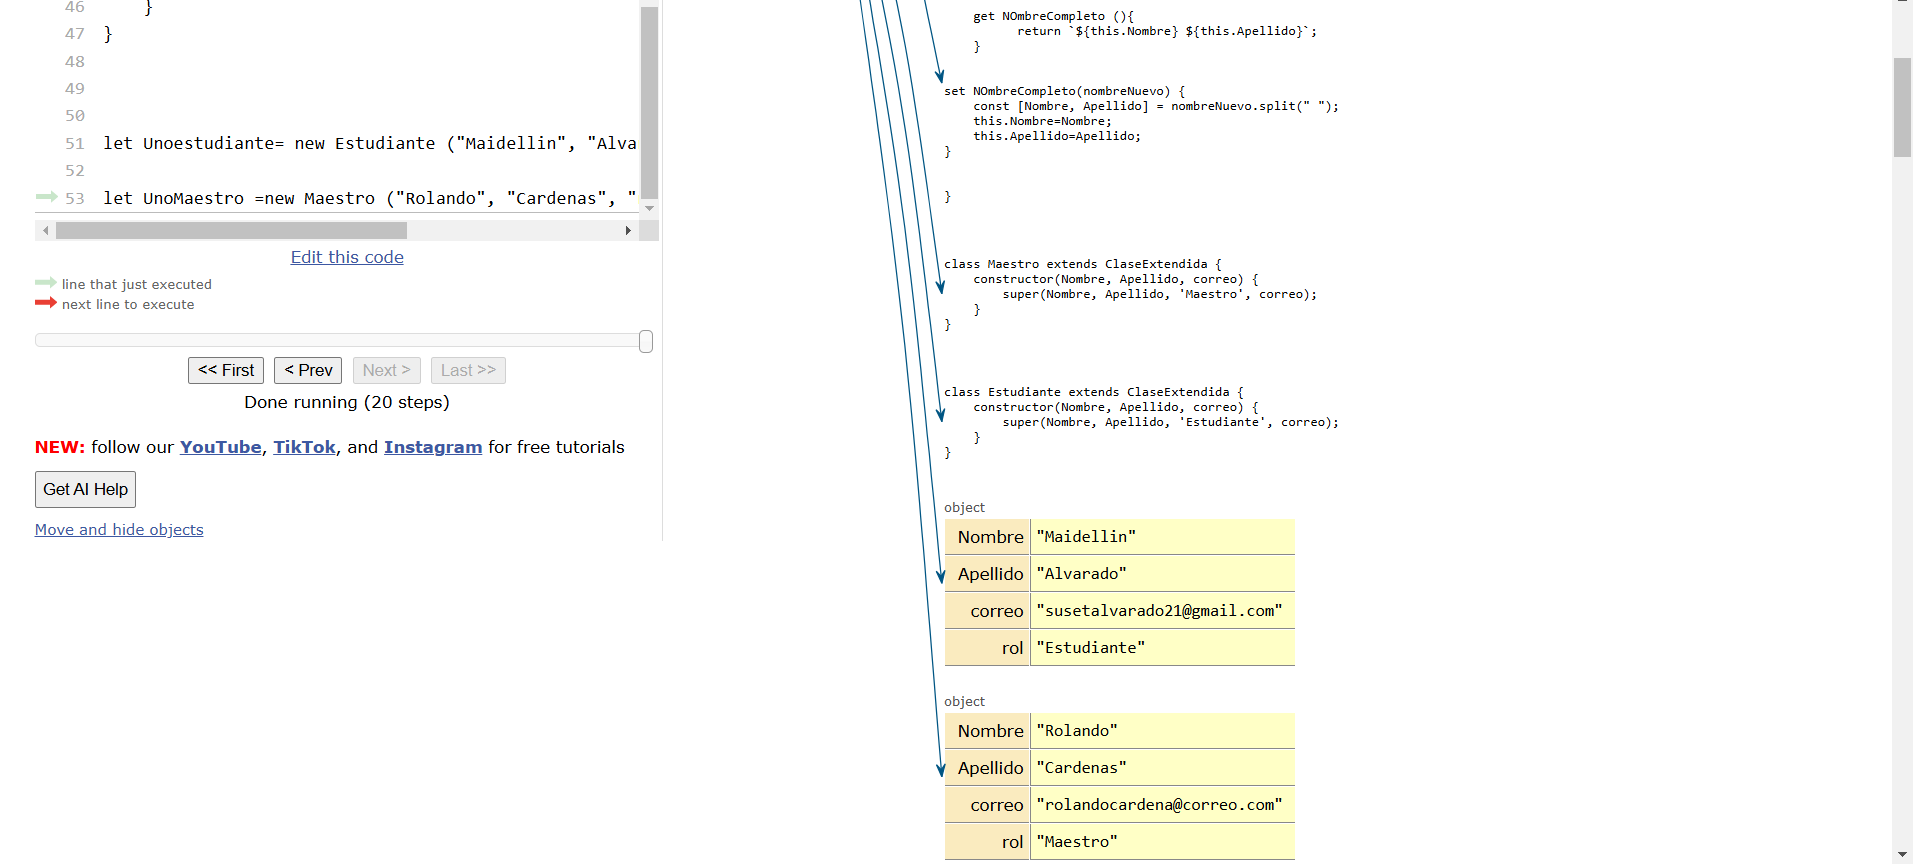 46 }
47 }
48
49
50
51 let Unoestudiante= new Estudiante ("Maidellin", "Alva
52
53 let UnoMaestro =new Maestro ("Rolando", "Cardenas", "
Edit this code
line that just executed
next line to execute
<< First < Prev Next > Last >>
Done running (20 steps)
NEW: follow our YouTube, TikTok, and Instagram for free tutorials
Get AI Help
Move and hide objects
get NOmbreCompleto (){
return `${this.Nombre} ${this.Apellido}`;
}
set NOmbreCompleto(nombreNuevo) {
const [Nombre, Apellido] = nombreNuevo.split(" ");
this.Nombre=Nombre;
this.Apellido=Apellido;
}
}
class Maestro extends ClaseExtendida {
constructor(Nombre, Apellido, correo) {
super(Nombre, Apellido, 'Maestro', correo);
}
}
class Estudiante extends ClaseExtendida {
constructor(Nombre, Apellido, correo) {
super(Nombre, Apellido, 'Estudiante', correo);
}
}
object
Nombre "Maidellin"
Apellido "Alvarado"
correo "susetalvarado21@gmail.com"
rol "Estudiante"
object
Nombre "Rolando"
Apellido "Cardenas"
correo "rolandocardena@correo.com"
rol "Maestro"